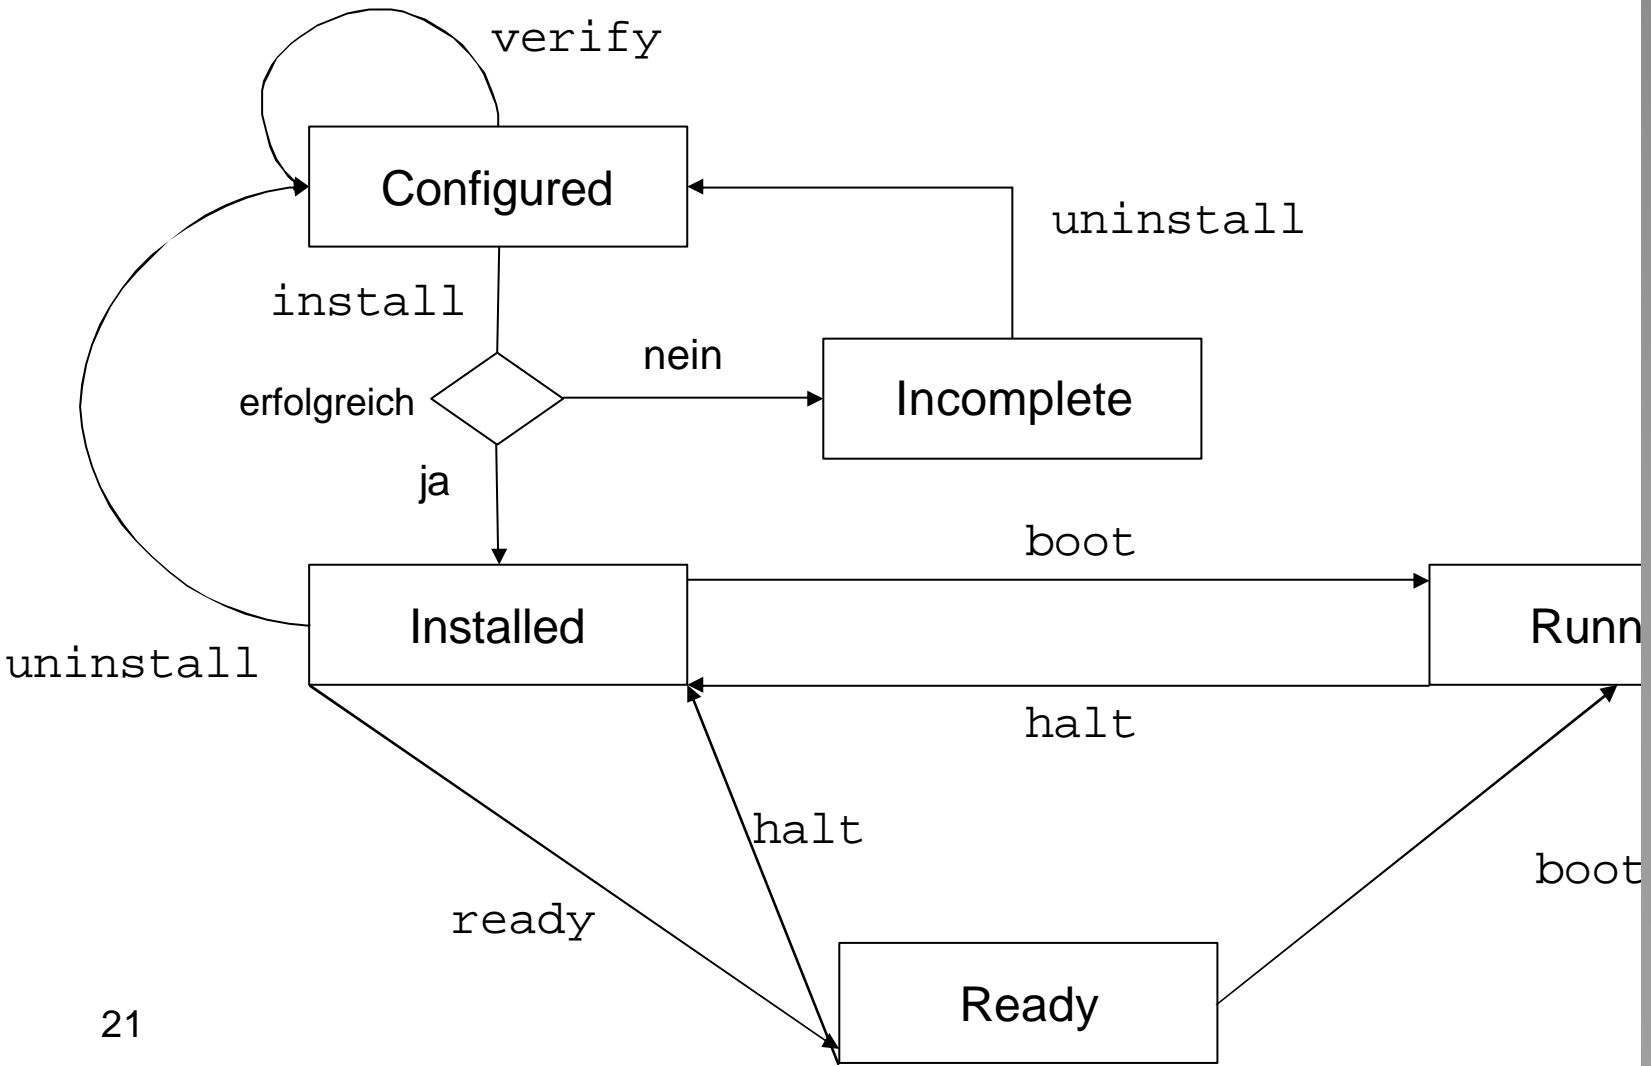 verify
Configured
uninstall
install
nein
erfolgreich
Incomplete
ja
boot
Installed
Runn
uninstall
halt
halt
boot
ready
Ready
21